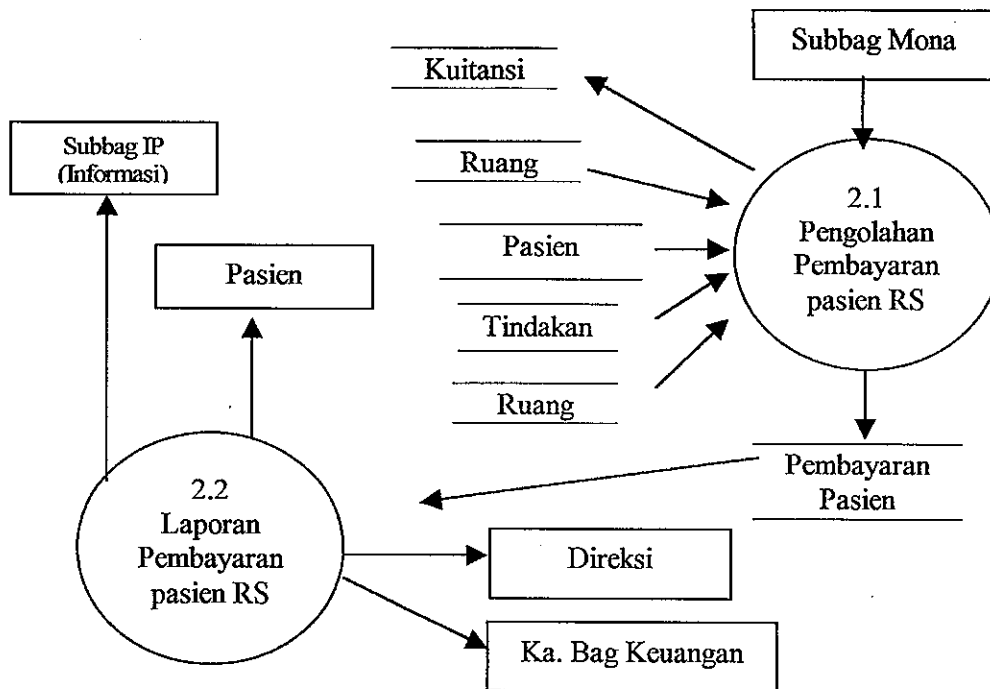 Subbag Mona
Kuitansi
Subbag IP
(Informasi)
Ruang
2.1
Pengolahan
Pembayaran
pasien RS
Pasien
Pasien
Tindakan
Ruang
Pembayaran
Pasien
2.2
Laporan
Pembayaran
pasien RS
Direksi
Ka. Bag Keuangan